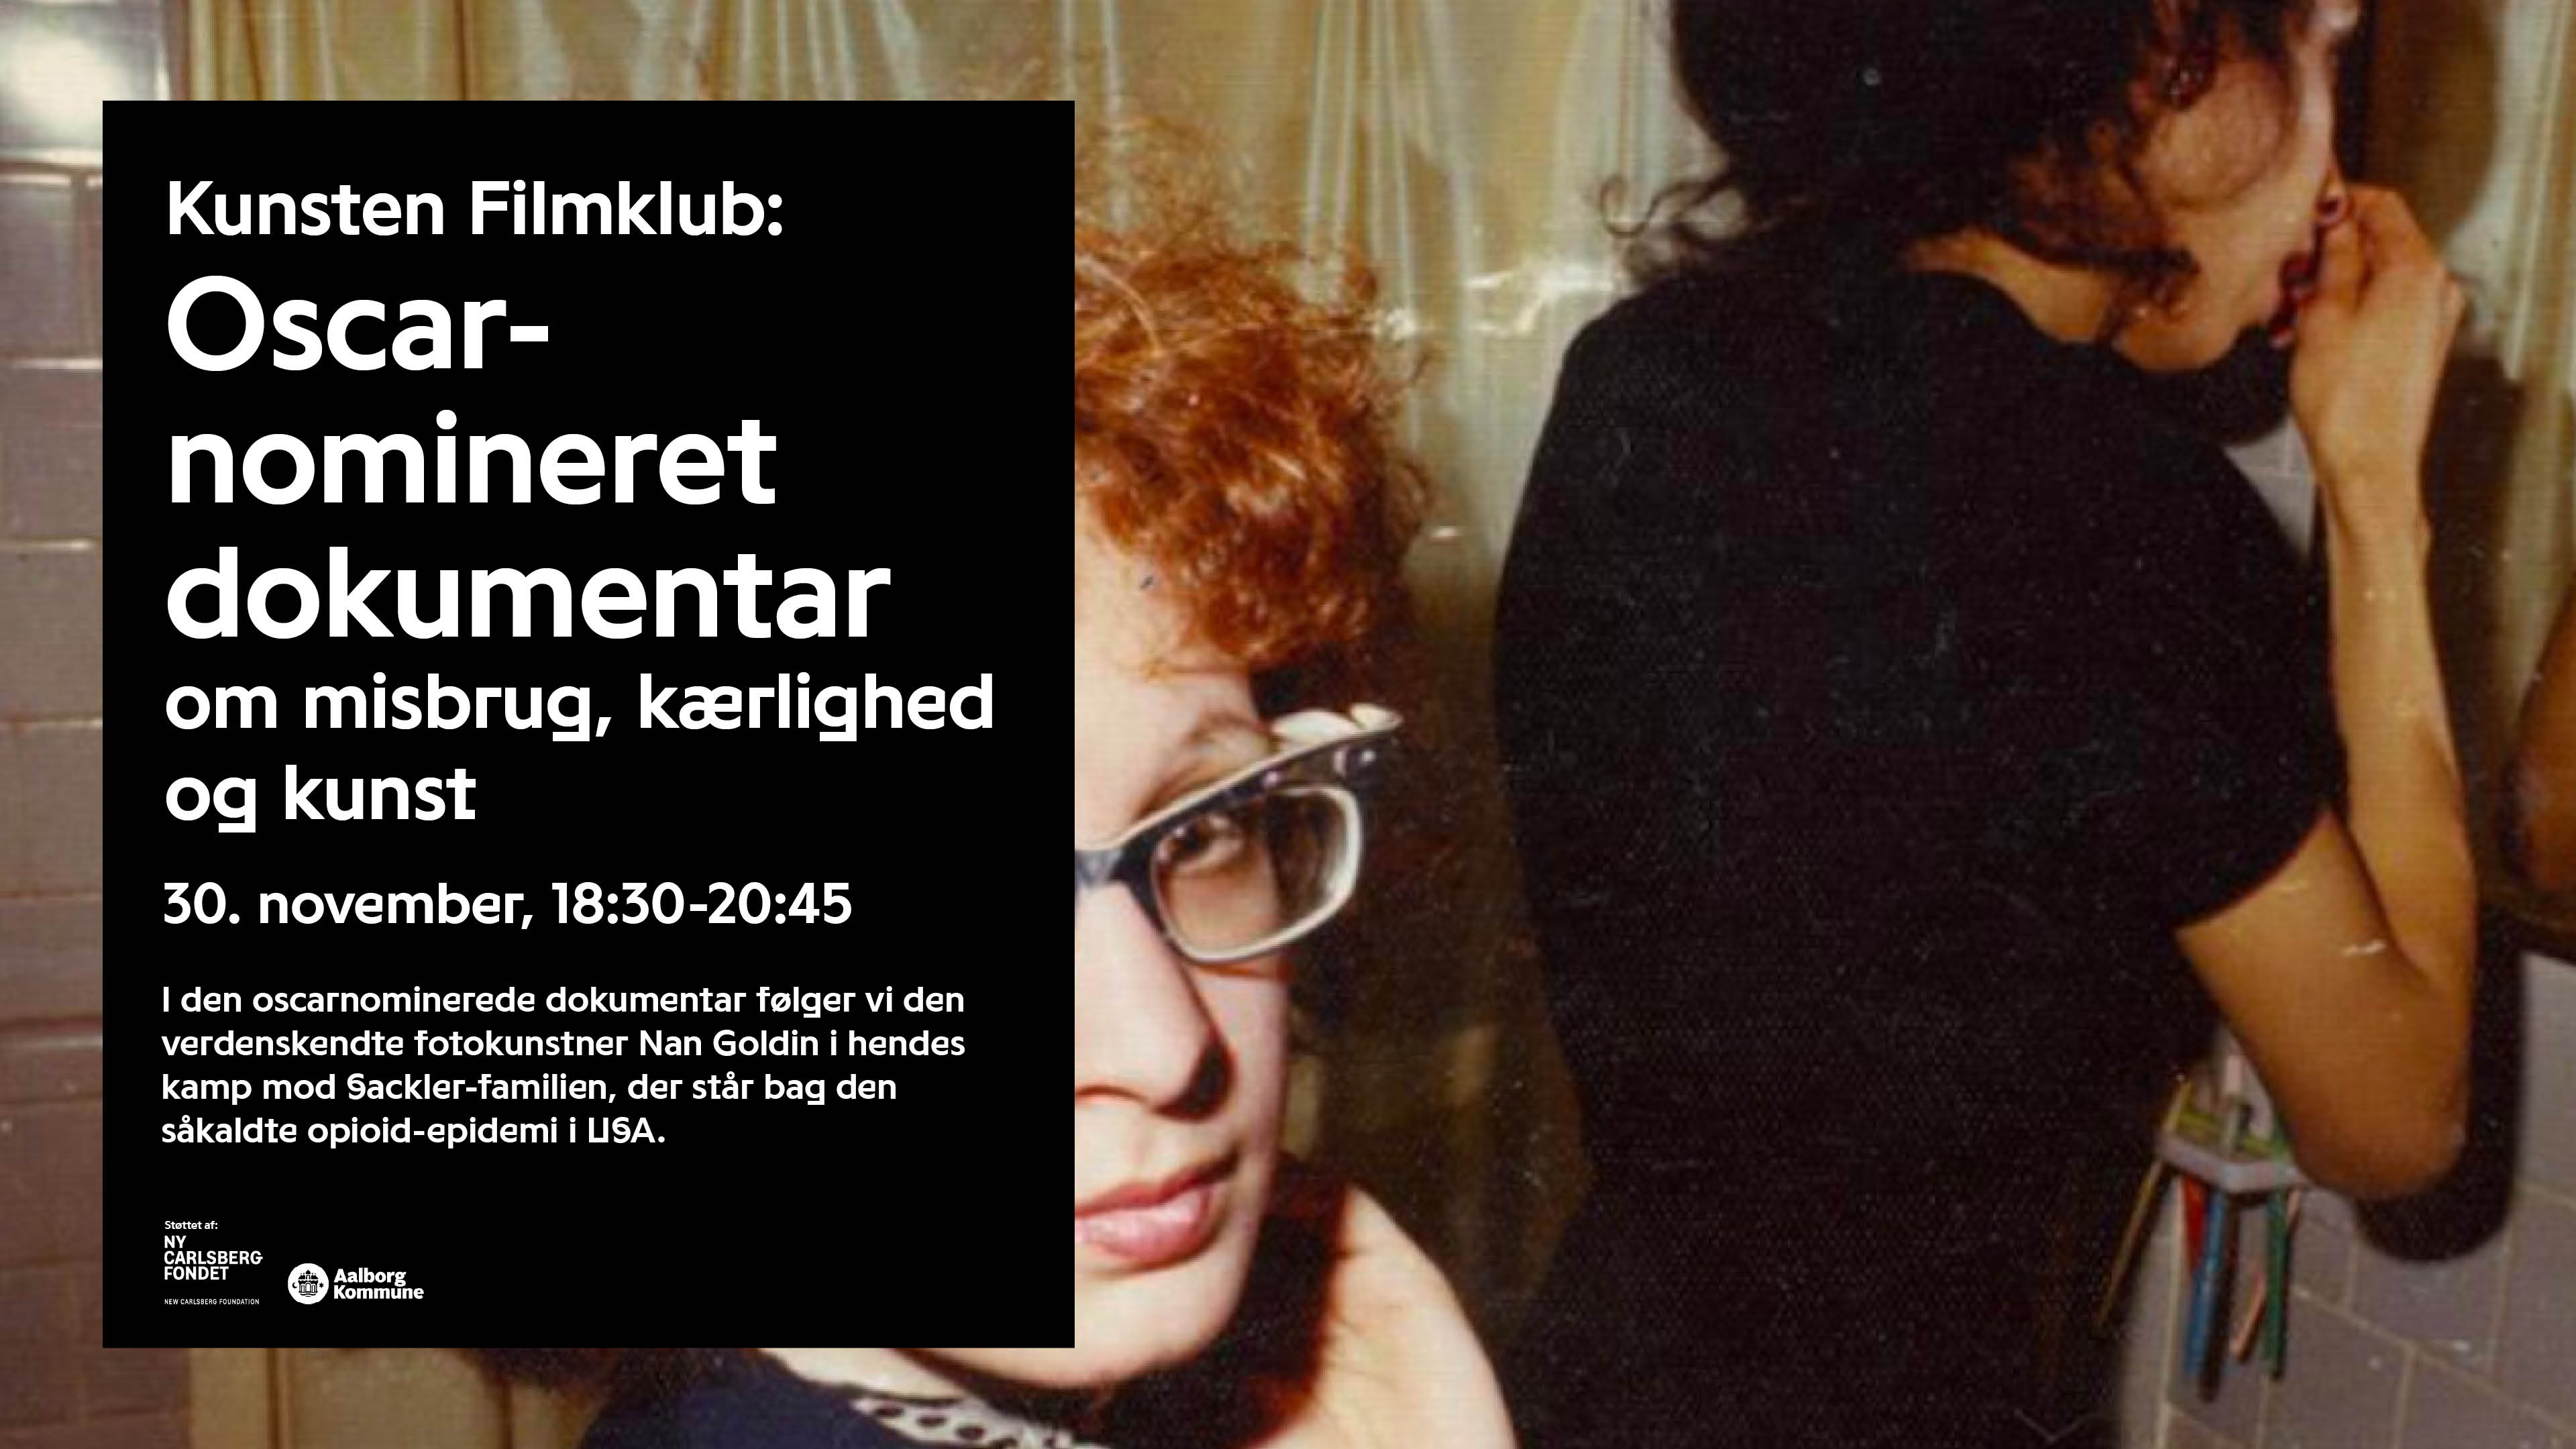 Kunsten Filmklub:
Oscar-
nomineret
dokumentar
om misbrug, kærlighed
og kunst
30. november, 18:30-20:45
I den oscarnominerede dokumentar følger vi den
verdenskendte fotokunstner Nan Goldin i hendes
kamp mod Sackler-familien, der står bag den
såkaldte opioid-epidemi i USA.
Støttet af:
NY
CARLSBERG
FONDET
NEW CARLSBERG FOUNDATION
Aalborg
Kommune